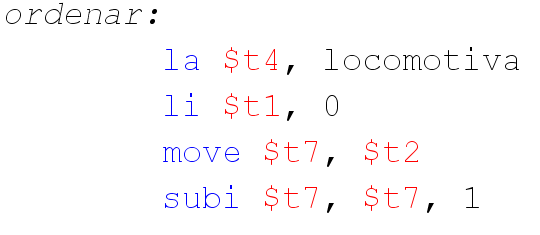 ordenar:
la $t4, locomotiva
li $t1, 0
move $t7, $t2
subi $t7, $t7, 1